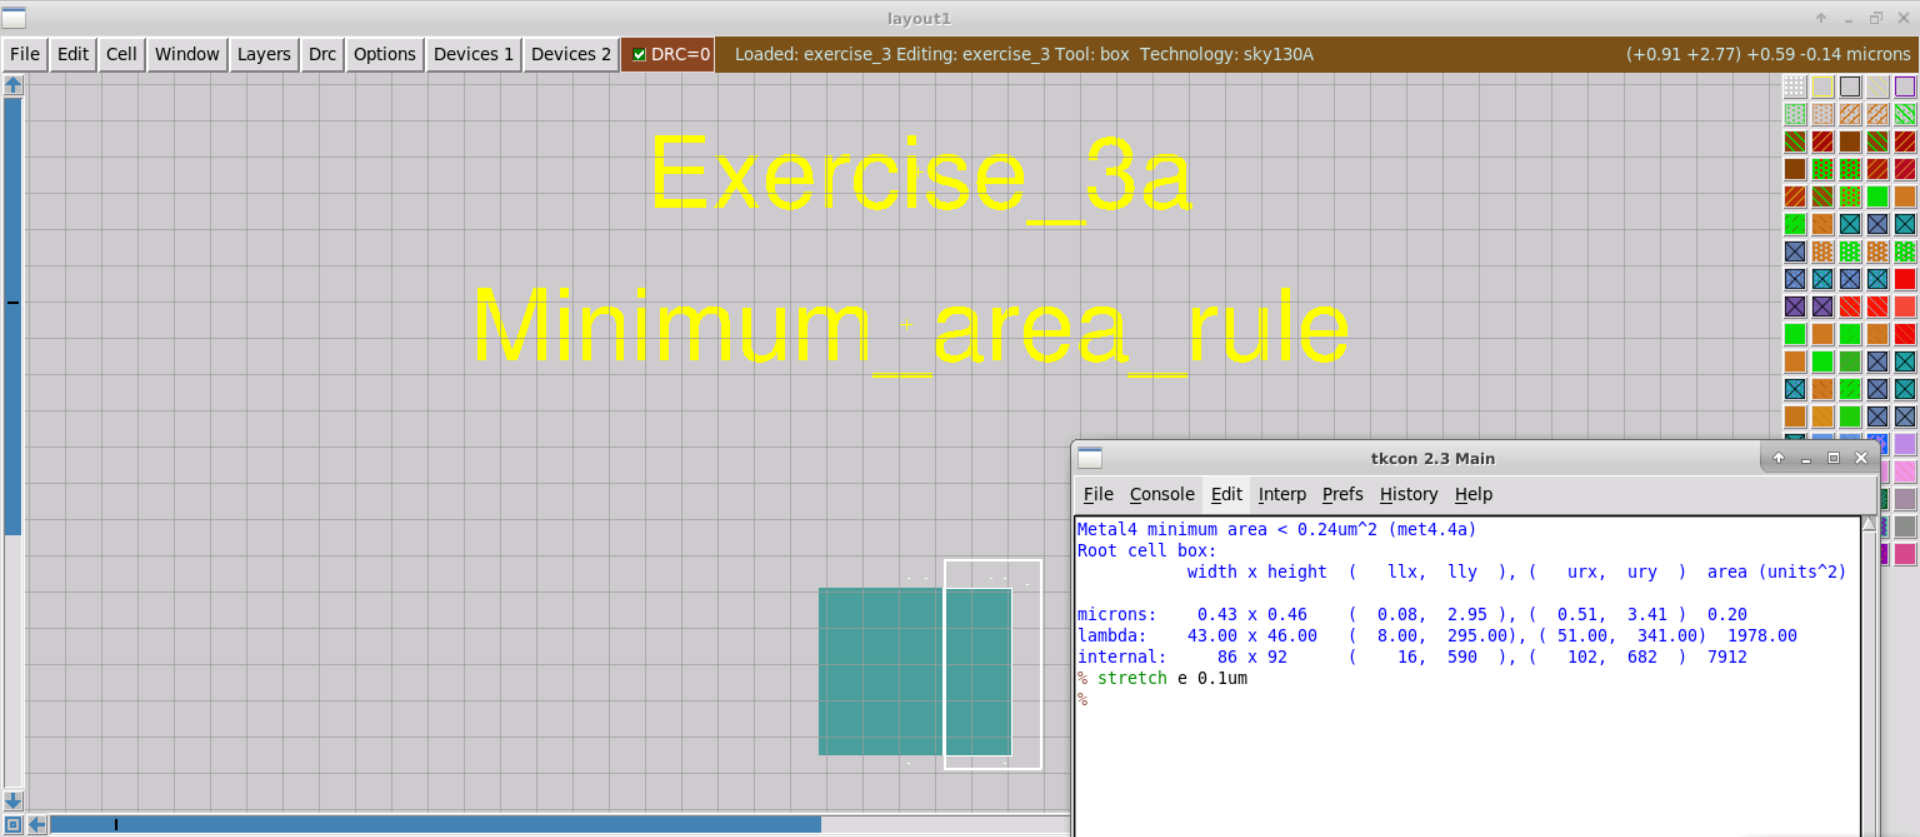 layout1
File Edit Cell Window Layers Drc Options Devices 1 Devices 2 DRC=0 Loaded: exercise_3 Editing: exercise_3 Tool: box Technology: sky130A (+0.91 +2.77) +0.59 -0.14 microns
Exercise_3a
Minimum_area_rule
tkcon 2.3 Main
File Console Edit Interp Prefs History Help
Metal4 minimum area < 0.24um^2 (met4.4a)
Root cell box:
width x height ( llx, lly ), ( urx, ury ) area (units^2)
microns: 0.43 x 0.46 ( 0.08, 2.95 ), ( 0.51, 3.41 ) 0.20
lambda: 43.00 x 46.00 ( 8.00, 295.00), ( 51.00, 341.00) 1978.00
internal: 86 x 92 ( 16, 590 ), ( 102, 682 ) 7912
% stretch e 0.1um
%